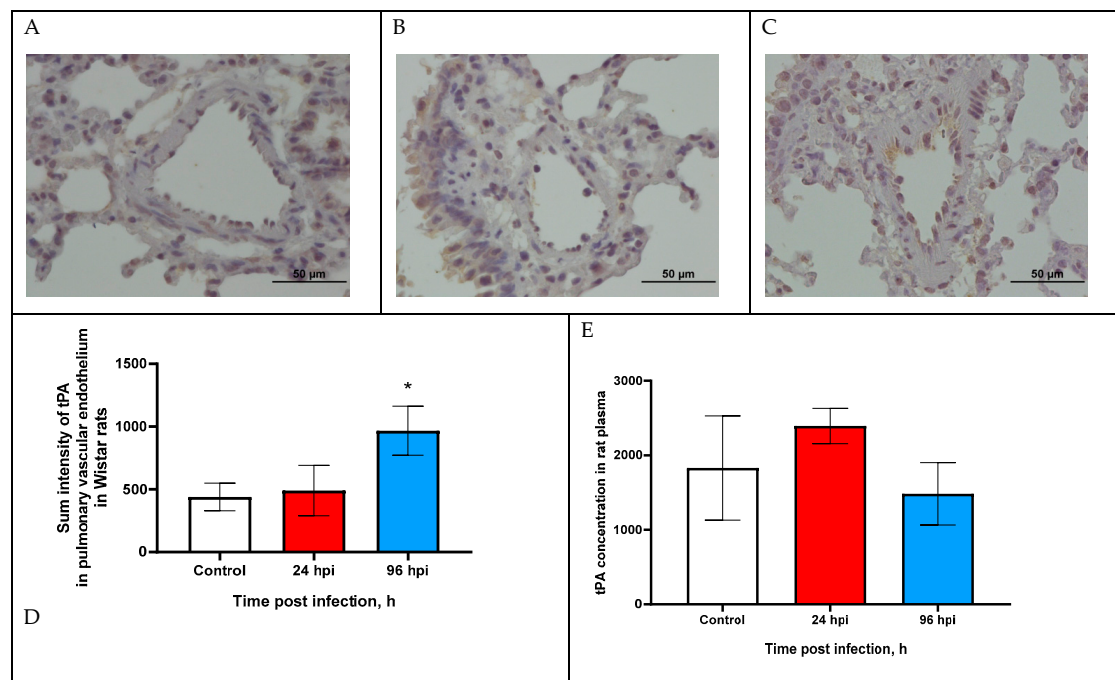 A
B
C
50 µm
50 µm
50 µm
Sum intensity of tPA
in pulmonary vascular endothelium
in Wistar rats
1500
1000
500
0
*
Control
24 hpi
96 hpi
Time post infection, h
D
E
tPA concentration in rat plasma
3000
2000
1000
0
Control
24 hpi
96 hpi
Time post infection, h